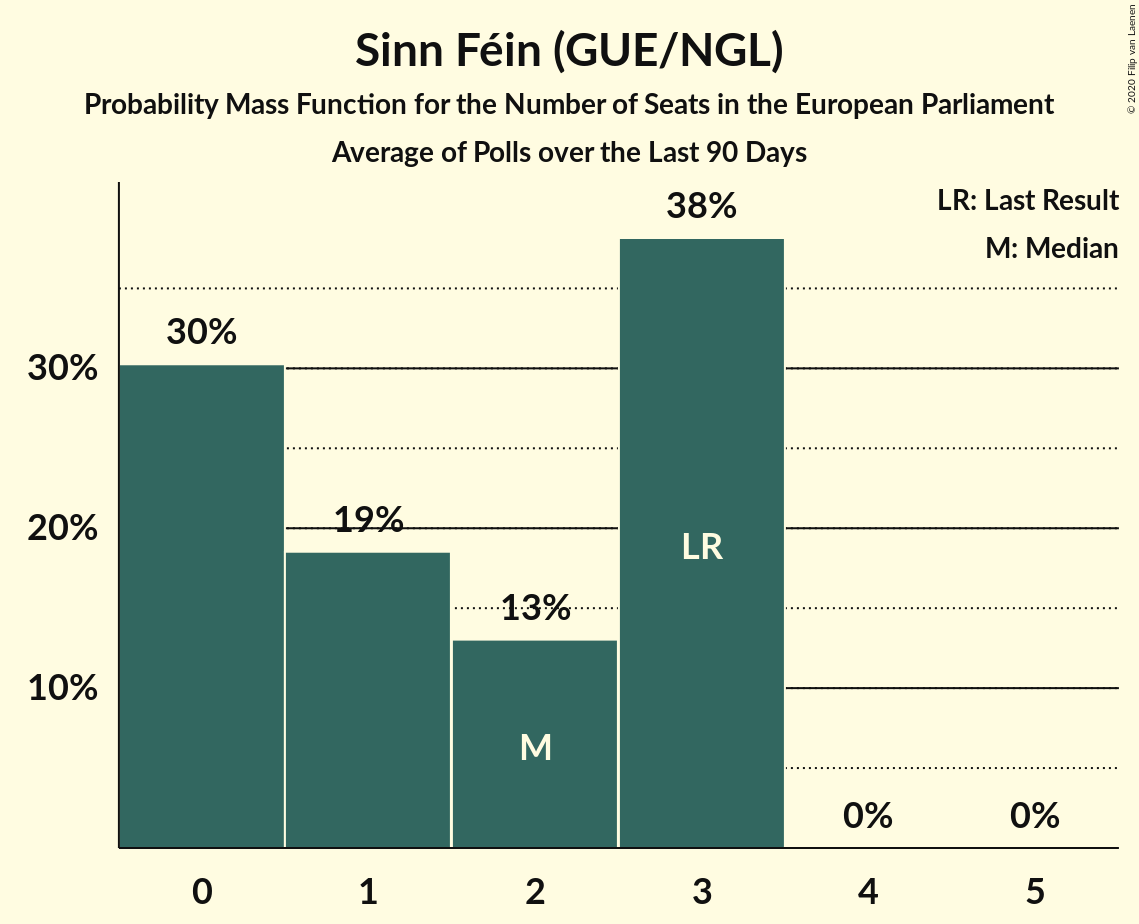 Sinn Féin (GUE/NGL)
Probability Mass Function for the Number of Seats in the European Parliament
Average of Polls over the Last 90 Days
© 2020 Filip van Laenen
LR: Last Result
M: Median
38%
30%
19%
13%
0%
0%
30%
20%
10%
LR
M
0
1
2
3
4
5